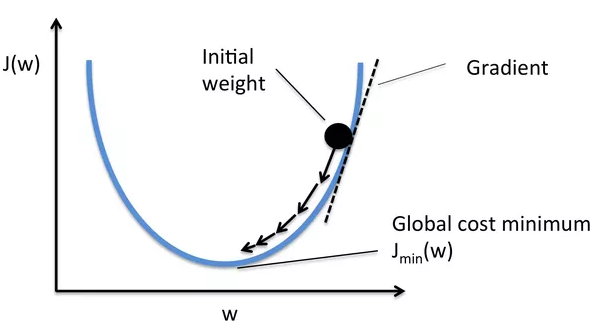 J(w)
Initial
weight
Gradient
Global cost minimum
Jmin(w)
w